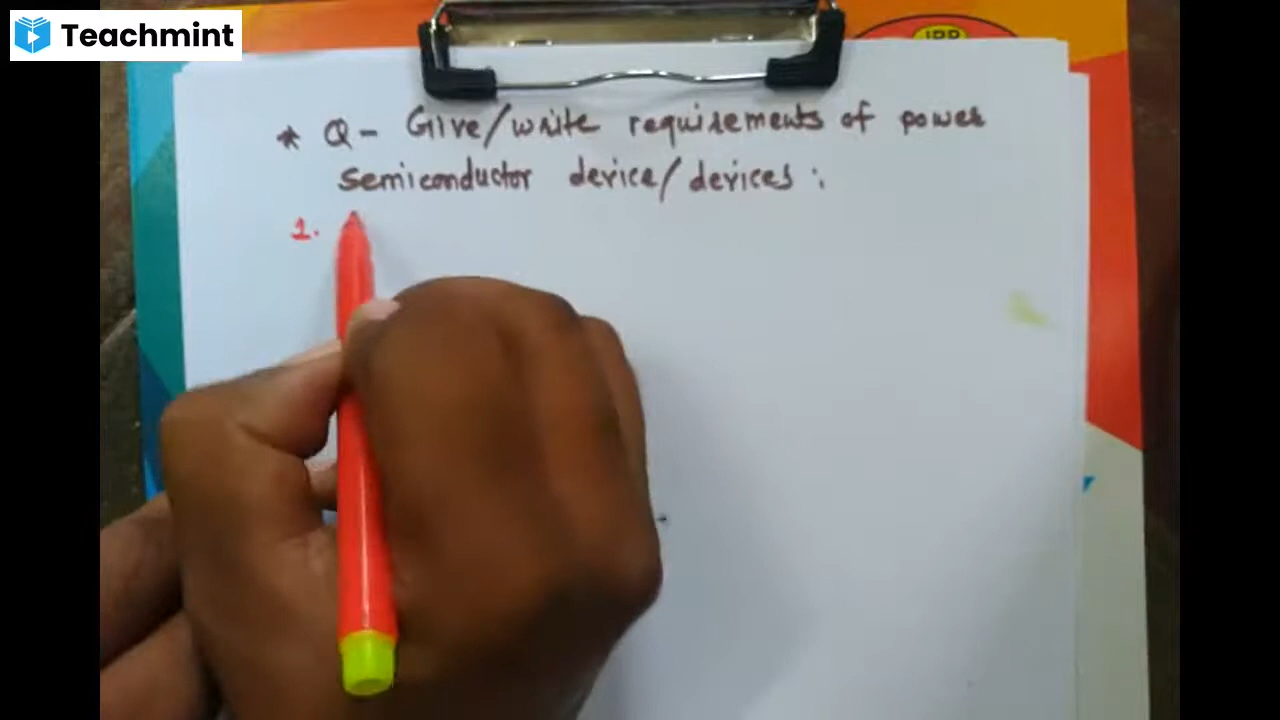 Teachmint
* Q - Give/write requirements of power
semiconductor device/devices :
1.